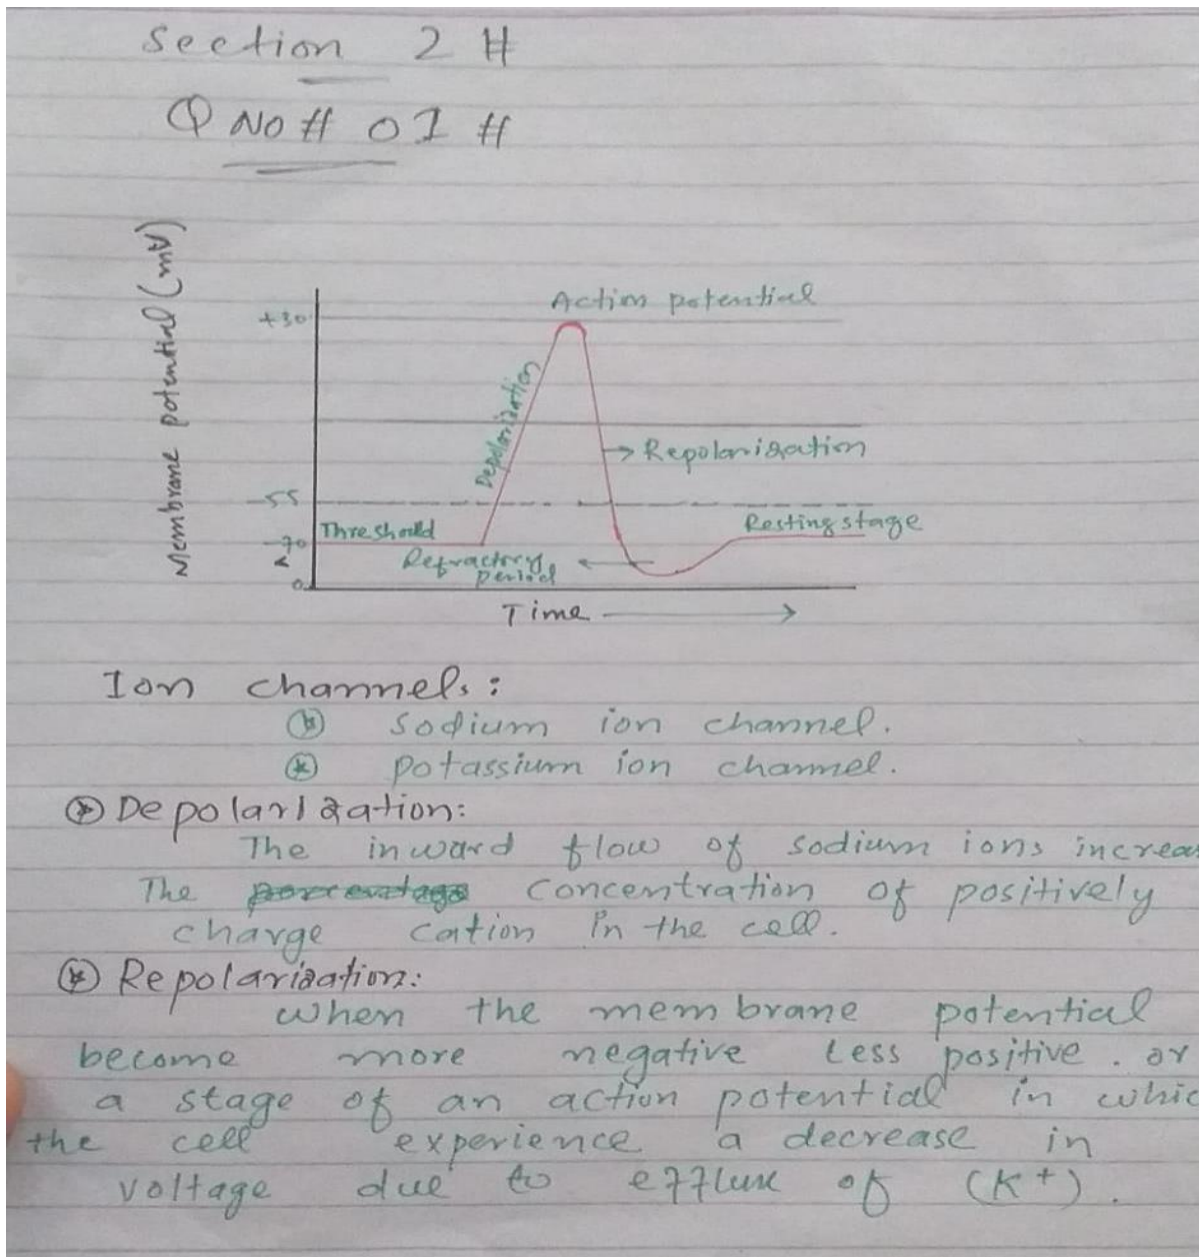 Section 2 #
Q No # 01 #
Membrane potential (mV)
Action potential
+30
Depolarization
Repolarization
-55
Resting stage
Threshold
-70
Refractory
period
0
Time
Ion channels:
Sodium ion channel.
potassium ion channel.
Depolarization:
The inward flow of sodium ions increas
The concentration of positively
charge cation in the cell.
Repolarization:
when the membrane potential
become more negative less positive. or
a stage of an action potential in whic
the cell experience a decrease in
voltage due to efflux of (K+).